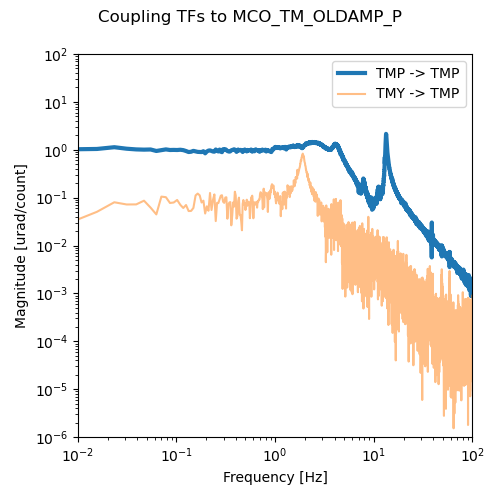 Coupling TFs to MCO_TM_OLDAMP_P
TMP -> TMP
TMY -> TMP
Magnitude [urad/count]
10^2
10^1
10^0
10^-1
10^-2
10^-3
10^-4
10^-5
10^-6
10^-2 10^-1 10^0 10^1 10^2
Frequency [Hz]